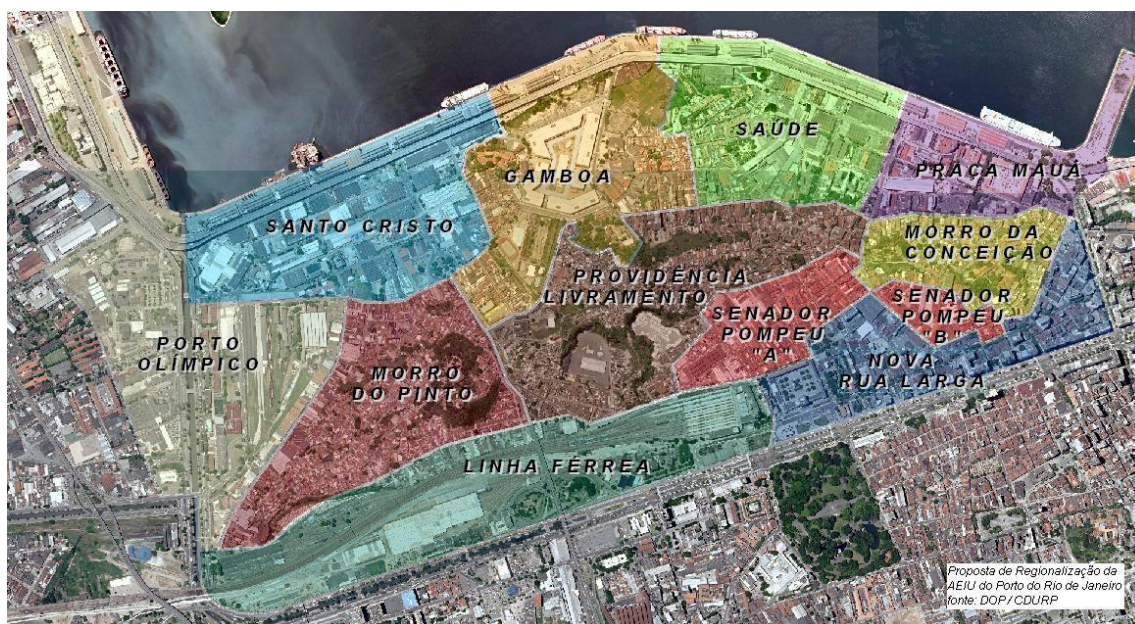 SAÚDE
GAMBOA
PRAÇA MAUÁ
SANTO CRISTO
MORRO DA
CONCEIÇÃO
PROVIDÊNCIA
LIVRAMENTO
SENADOR
POMPEU
"B"
SENADOR
POMPEU
"A"
PORTO
OLÍMPICO
NOVA
RUA LARGA
MORRO
DO PINTO
LINHA FÉRREA
Proposta de Regionalização da
AEIU do Porto do Rio de Janeiro
fonte: DOP / CDURP